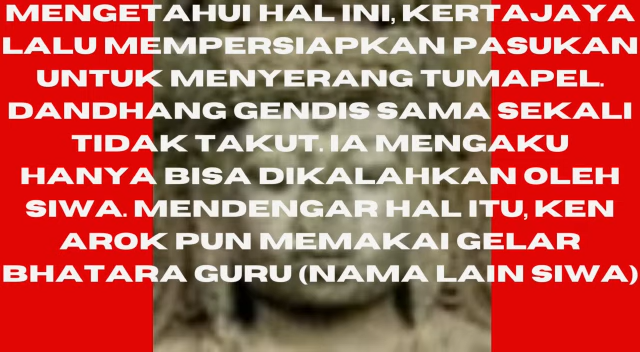 MENGETAHUI HAL INI, KERTAJAYA
LALU MEMPERSIAPKAN PASUKAN
UNTUK MENYERANG TUMAPEL.
DANDHANG GENDIS SAMA SEKALI
TIDAK TAKUT. IA MENGAKU
HANYA BISA DIKALAHKAN OLEH
SIWA. MENDENGAR HAL ITU, KEN
AROK PUN MEMAKAI GELAR
BHATARA GURU (NAMA LAIN SIWA)